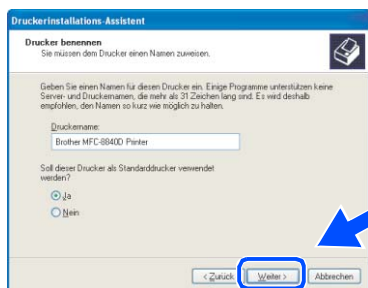 Druckerinstallations-Assistent
Drucker benennen
Sie müssen dem Drucker einen Namen zuweisen.
Geben Sie einen Namen für diesen Drucker ein. Einige Programme unterstützen keine
Server- und Druckernamen, die mehr als 31 Zeichen lang sind. Es wird deshalb
empfohlen, den Namen so kurz wie möglich zu halten.
Druckername:
Brother MFC-8840D Printer
Soll dieser Drucker als Standarddrucker verwendet
werden?
Ja
Nein
< Zurück
Weiter >
Abbrechen